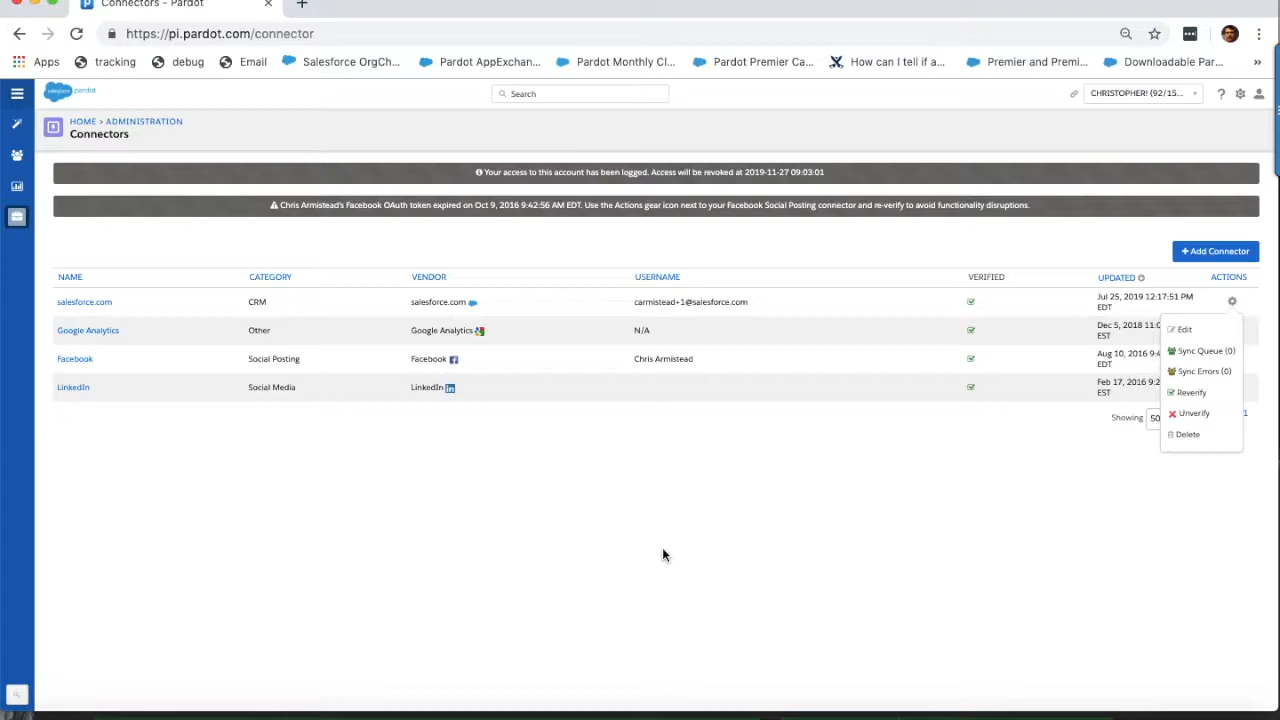 Connectors - Pardot
https://pi.pardot.com/connector
Apps tracking debug Email Salesforce OrgCh... Pardot AppExchan... Pardot Monthly Cl... Pardot Premier Ca... How can I tell if a... Premier and Premi... Downloadable Par... »
salesforce pardot
Search
CHRISTOPHER! (92/15...
HOME > ADMINISTRATION
Connectors
Your access to this account has been logged. Access will be revoked at 2019-11-27 09:03:01
Chris Armistead's Facebook OAuth token expired on Oct 9, 2016 9:42:56 AM EDT. Use the Actions gear icon next to your Facebook Social Posting connector and re-verify to avoid functionality disruptions.
+ Add Connector
NAME CATEGORY VENDOR USERNAME VERIFIED UPDATED ACTIONS
salesforce.com CRM salesforce.com carmistead+1@salesforce.com Jul 25, 2019 12:17:51 PM
EDT
Google Analytics Other Google Analytics N/A Dec 5, 2018 11:0
EST
Facebook Social Posting Facebook Chris Armistead Aug 10, 2016 9:4
EDT
LinkedIn Social Media LinkedIn Feb 17, 2016 9:2
EST
Edit
Sync Queue (0)
Sync Errors (0)
Reverify
Unverify
Delete
Showing 50 1